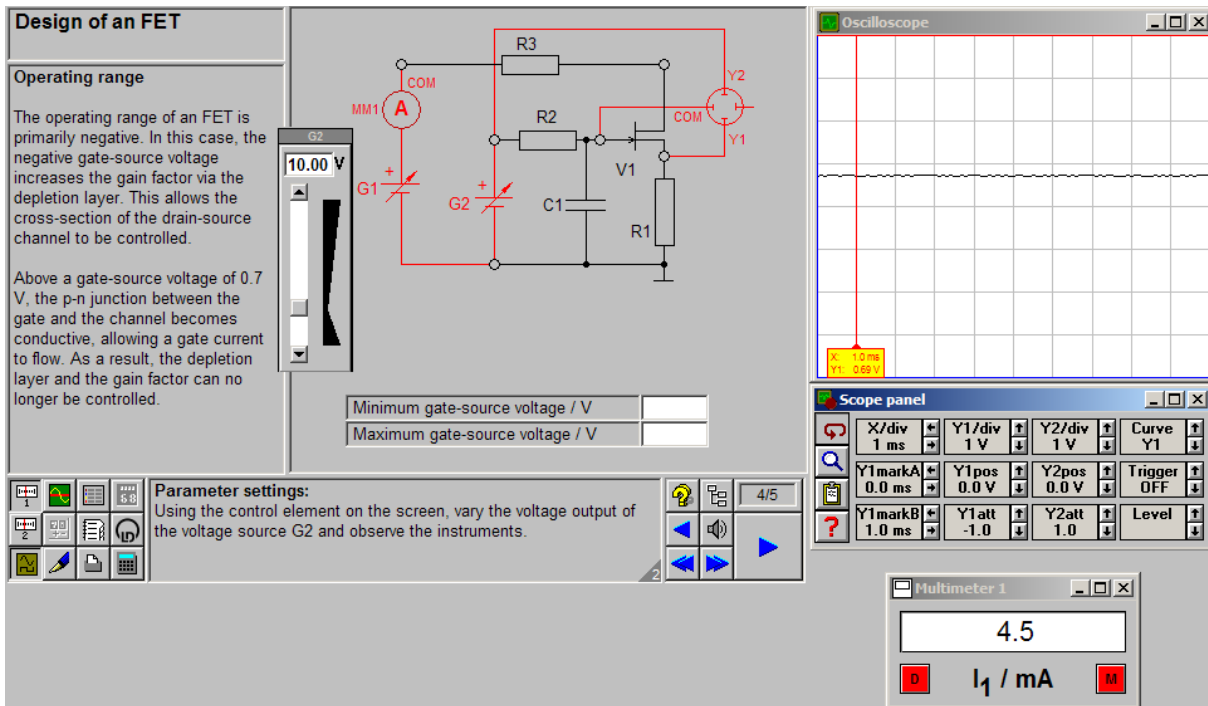 Design of an FET
Operating range
The operating range of an FET is
primarily negative. In this case, the
negative gate-source voltage
increases the gain factor via the
depletion layer. This allows the
cross-section of the drain-source
channel to be controlled.
Above a gate-source voltage of 0.7
V, the p-n junction between the
gate and the channel becomes
conductive, allowing a gate current
to flow. As a result, the depletion
layer and the gain factor can no
longer be controlled.
G2
10.00 V
R3
COM
MM1 A
+
G1
R2
+
G2
C1
V1
R1
Y2
COM
Y1
Minimum gate-source voltage / V
Maximum gate-source voltage / V
Oscilloscope
X: 1.0 ms
Y1: 0.69 V
Scope panel
X/div Y1/div Y2/div Curve
1 ms 1 V 1 V Y1
Y1markA Y1pos Y2pos Trigger
0.0 ms 0.0 V 0.0 V OFF
Y1markB Y1att Y2att Level
1.0 ms -1.0 1.0
?
1
2
Parameter settings:
Using the control element on the screen, vary the voltage output of
the voltage source G2 and observe the instruments.
2
4/5
Multimeter 1
4.5
D I1 / mA M